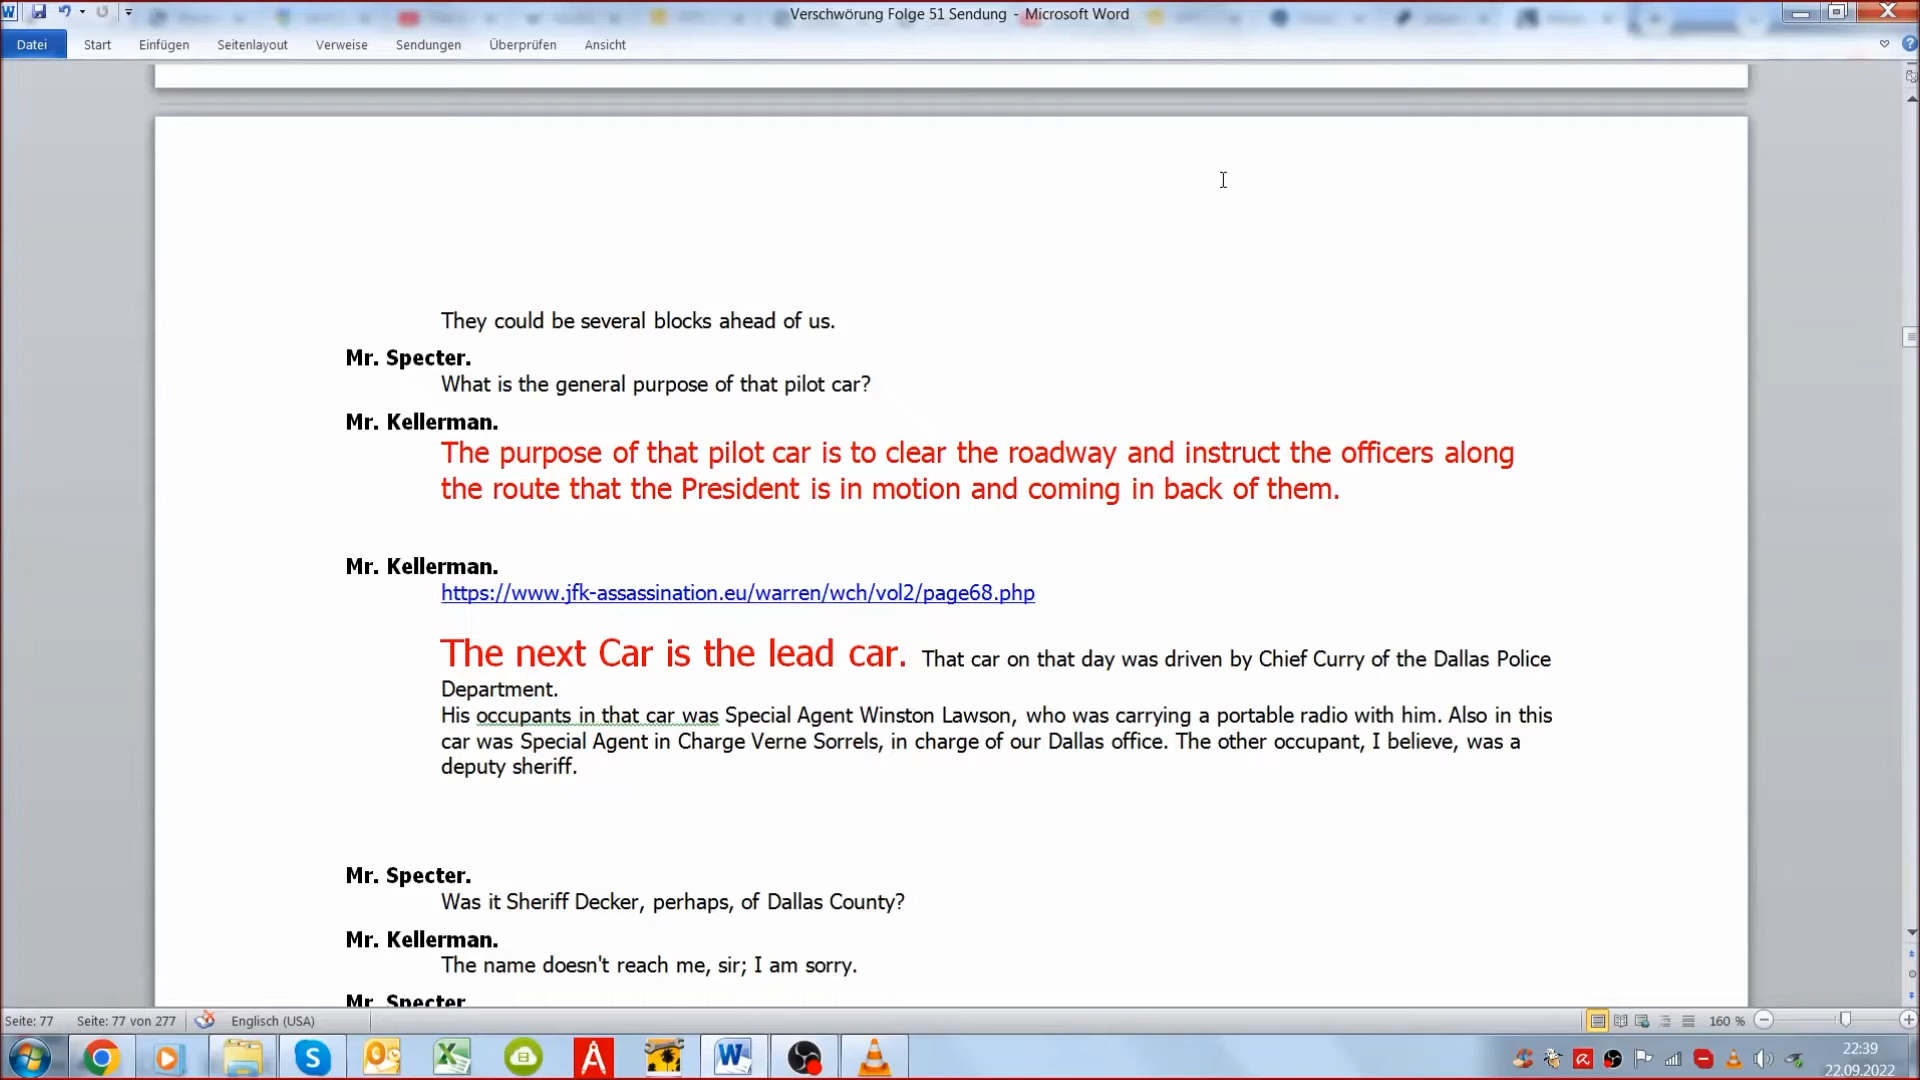 Verschwörung Folge 51 Sendung - Microsoft Word
Datei Start Einfügen Seitenlayout Verweise Sendungen Überprüfen Ansicht
They could be several blocks ahead of us.
Mr. Specter.
What is the general purpose of that pilot car?
Mr. Kellerman.
The purpose of that pilot car is to clear the roadway and instruct the officers along
the route that the President is in motion and coming in back of them.
Mr. Kellerman.
https://www.jfk-assassination.eu/warren/wch/vol2/page68.php
The next Car is the lead car. That car on that day was driven by Chief Curry of the Dallas Police
Department.
His occupants in that car was Special Agent Winston Lawson, who was carrying a portable radio with him. Also in this
car was Special Agent in Charge Verne Sorrels, in charge of our Dallas office. The other occupant, I believe, was a
deputy sheriff.
Mr. Specter.
Was it Sheriff Decker, perhaps, of Dallas County?
Mr. Kellerman.
The name doesn't reach me, sir; I am sorry.
Mr. Specter
Seite: 77 Seite: 77 von 277 Englisch (USA) 160 %
22:39
22.09.2022